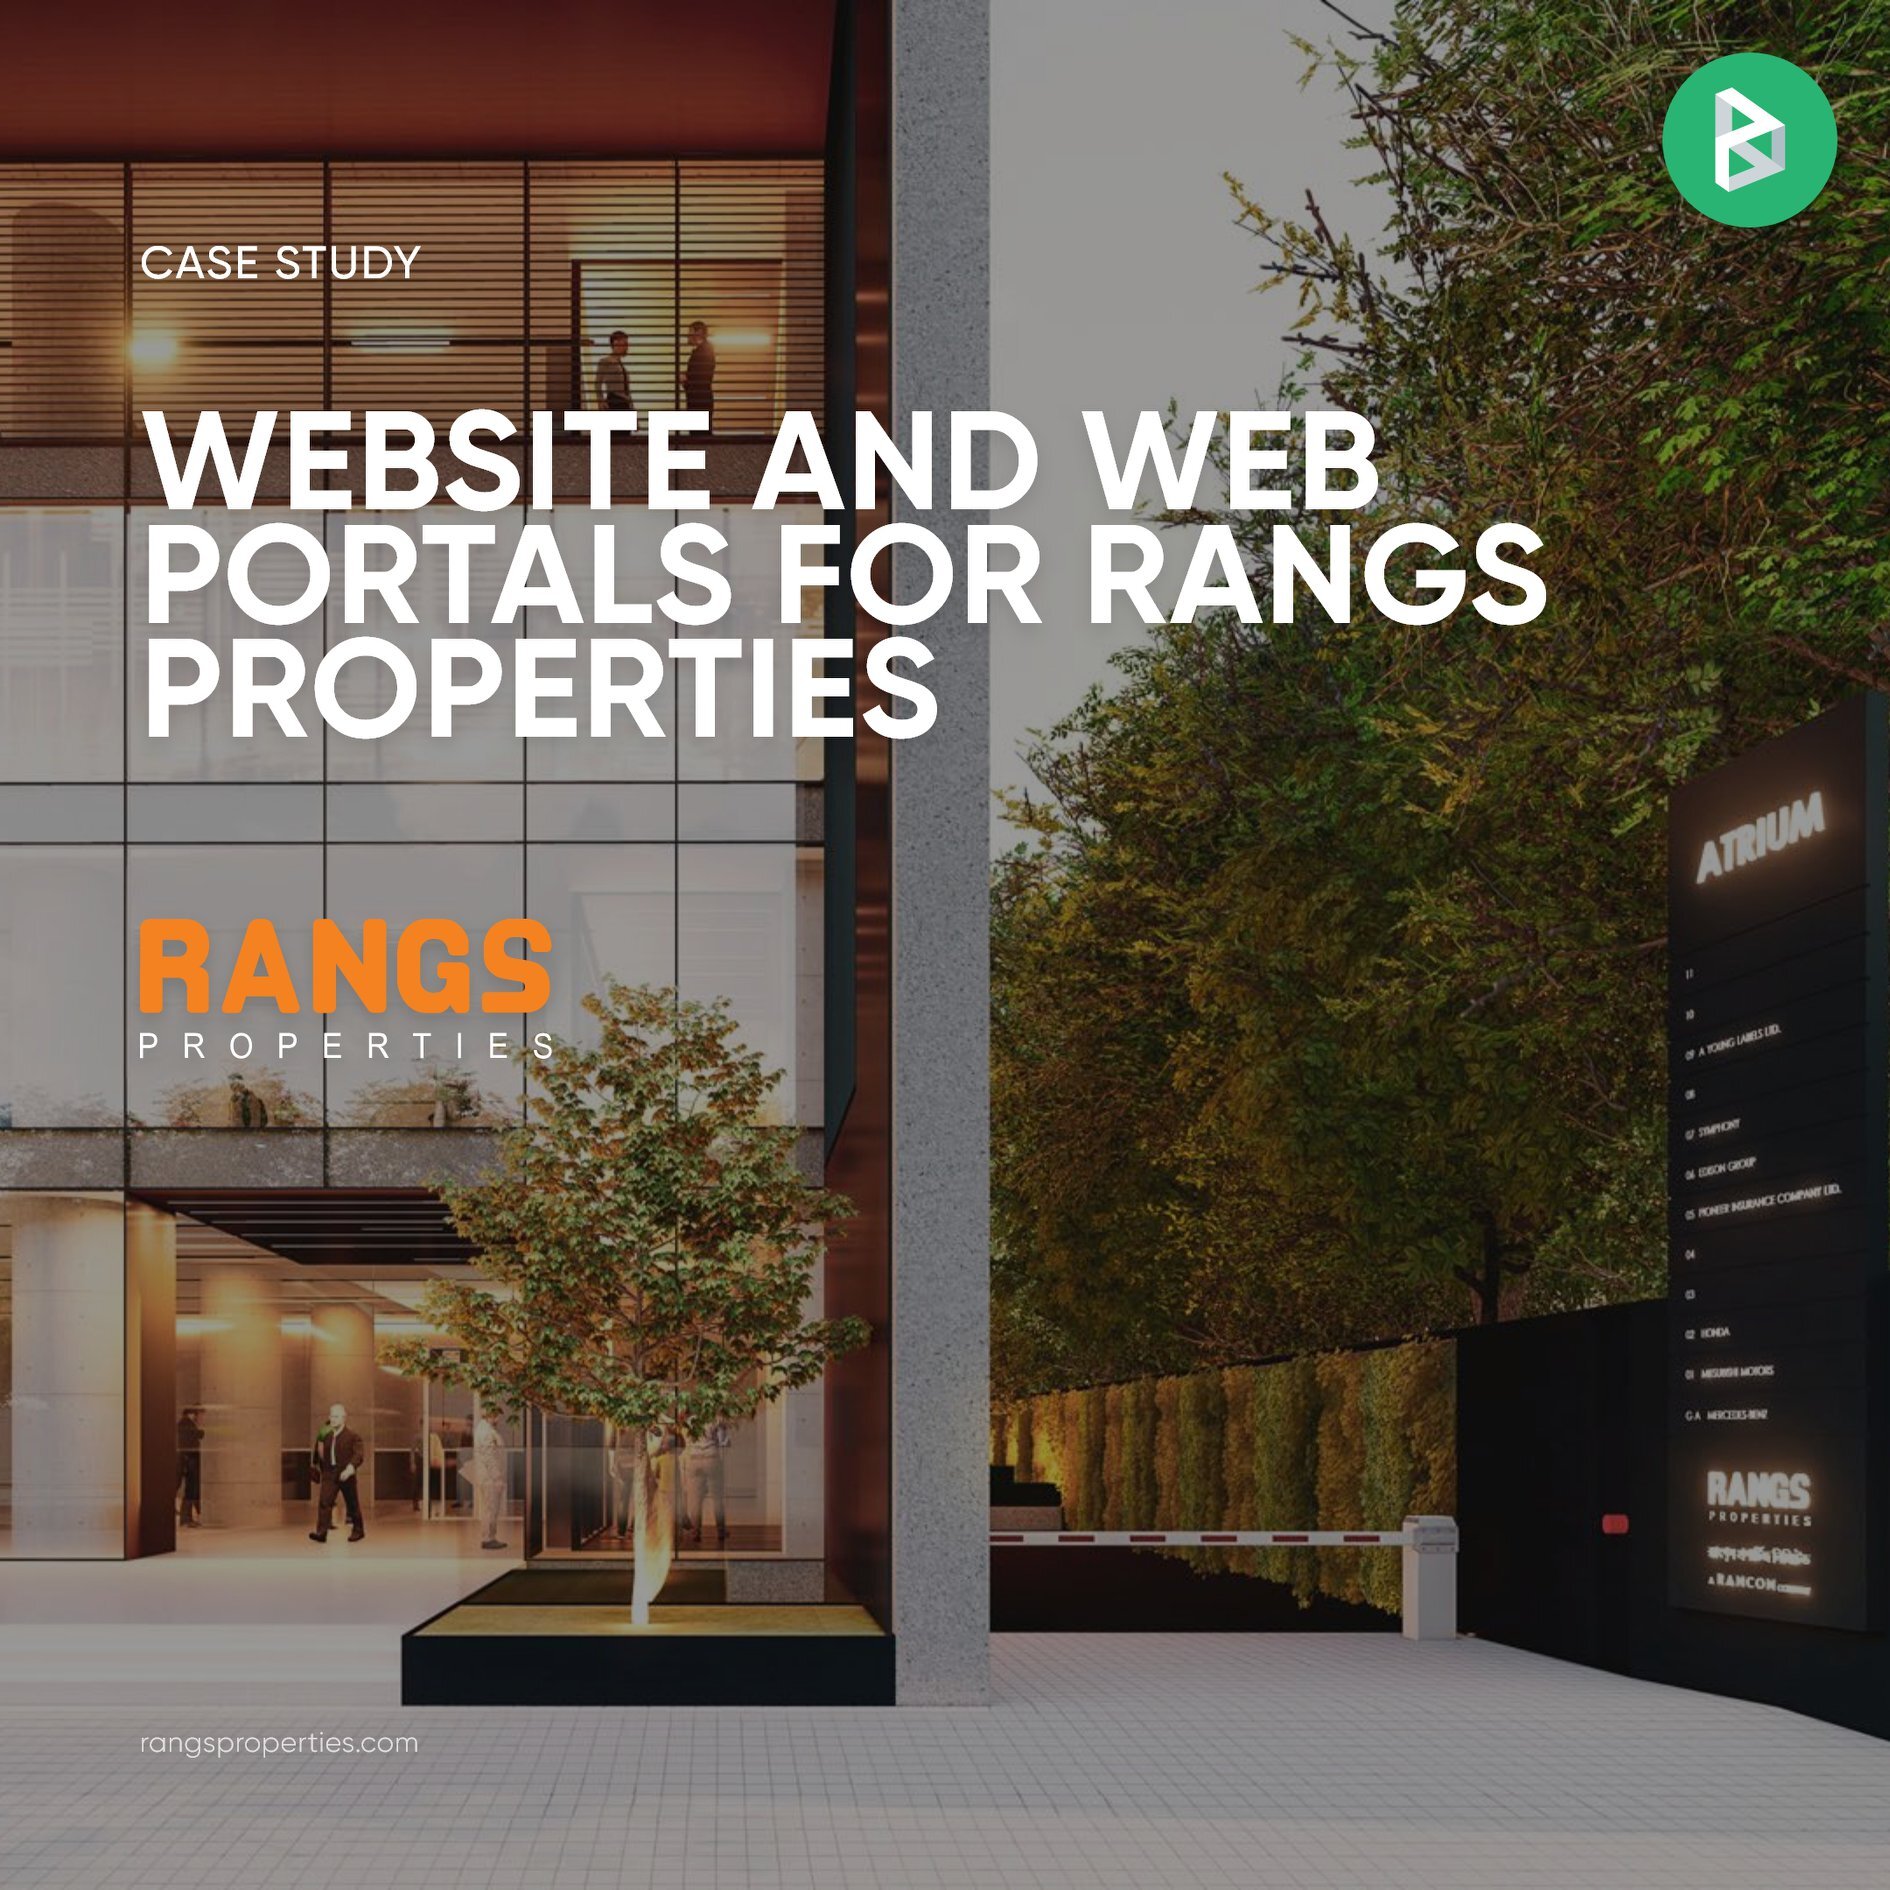 CASE STUDY
WEBSITE AND WEB
PORTALS FOR RANGS
PROPERTIES
RANGS
PROPERTIES
rangsproperties.com
ATRIUM
11
10
09 A YOUNG LABELS LTD.
08
07 SYMPHONY
06 EDISON GROUP
05 PIONEER INSURANCE COMPANY LTD.
04
03
02 HONDA
01 MITSUBISHI MOTORS
G A MERCEDES-BENZ
RANGS
PROPERTIES
A RANCON